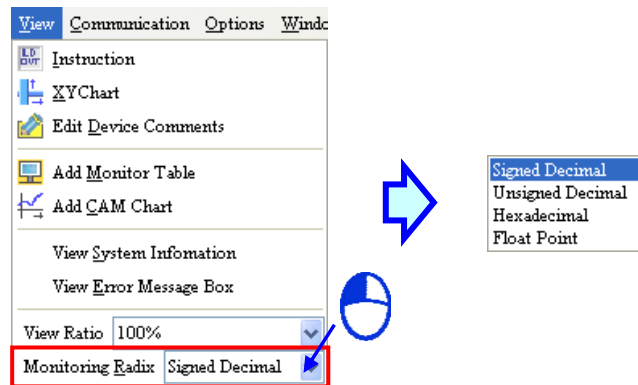 View Communication Options Windo
Instruction
XYChart
Edit Device Comments
Add Monitor Table
Add CAM Chart
View System Infomation
View Error Message Box
View Ratio 100%
Monitoring Radix Signed Decimal
Signed Decimal
Unsigned Decimal
Hexadecimal
Float Point